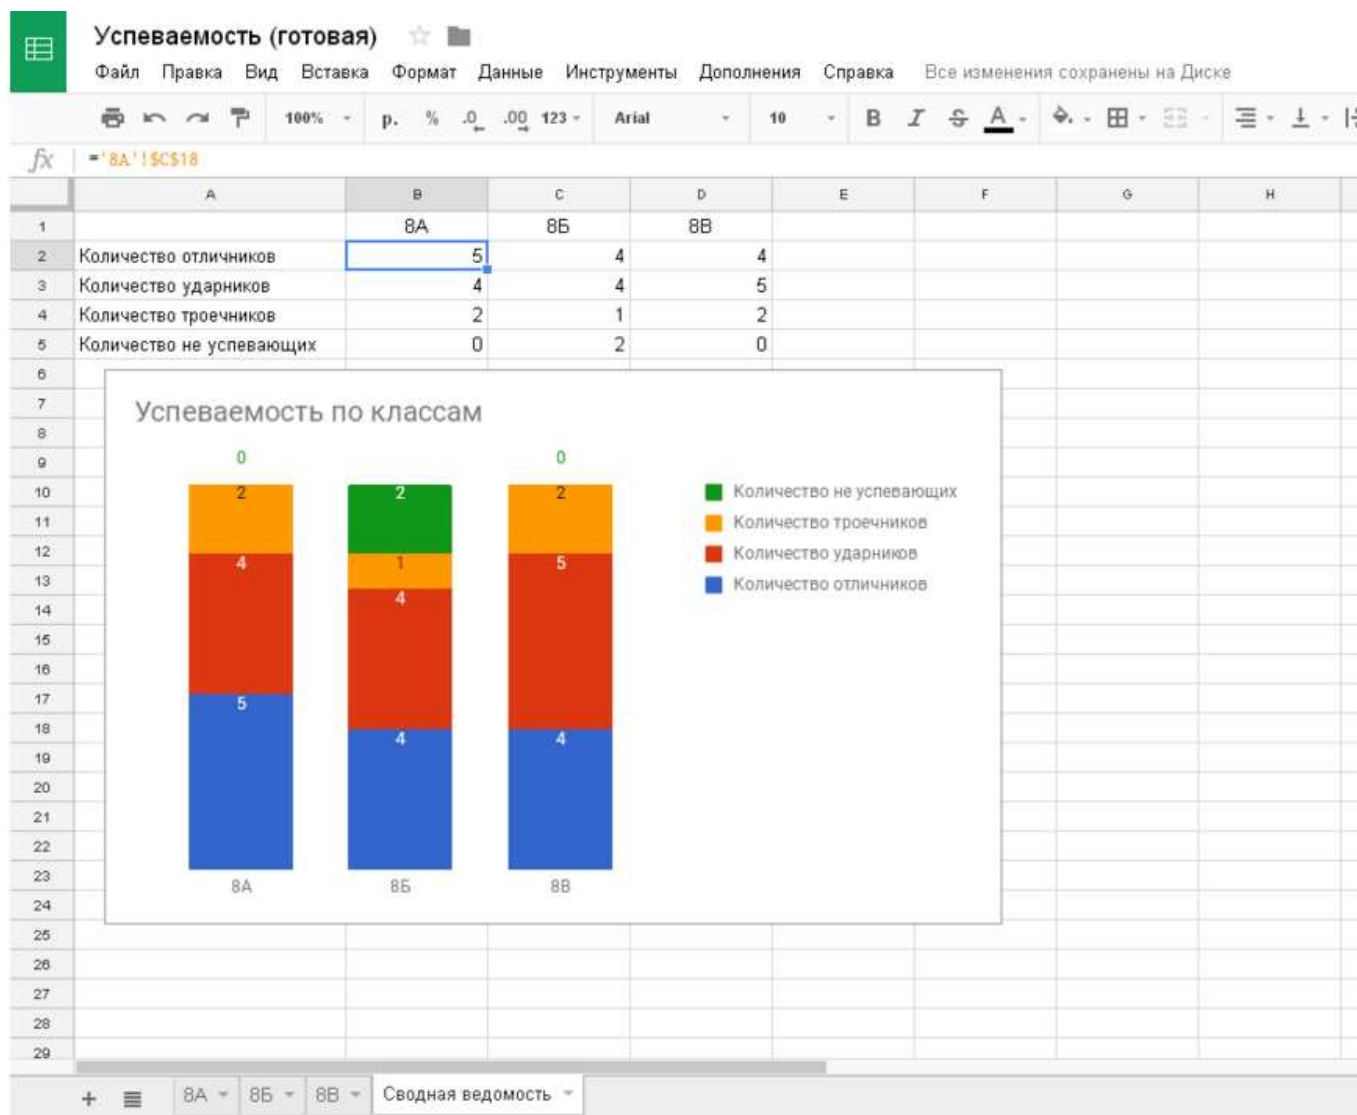 Успеваемость (готовая)
Файл Правка Вид Вставка Формат Данные Инструменты Дополнения Справка Все изменения сохранены на Диске
100% р. % .0 .00 123 Arial 10 B I S A
fx ='8А'!$C$18
A B C D E F G H
1 8А 8Б 8В
2 Количество отличников 5 4 4
3 Количество ударников 4 4 5
4 Количество троечников 2 1 2
5 Количество не успевающих 0 2 0
6
7
Успеваемость по классам
8
9
0 0
10
2 2 2 Количество не успевающих
11
Количество троечников
12
4 1 5 Количество ударников
13
4 Количество отличников
14
15
16
17
5
18
4 4
19
20
21
22
23
8А 8Б 8В
24
25
26
27
28
29
+ 8А 8Б 8В Сводная ведомость